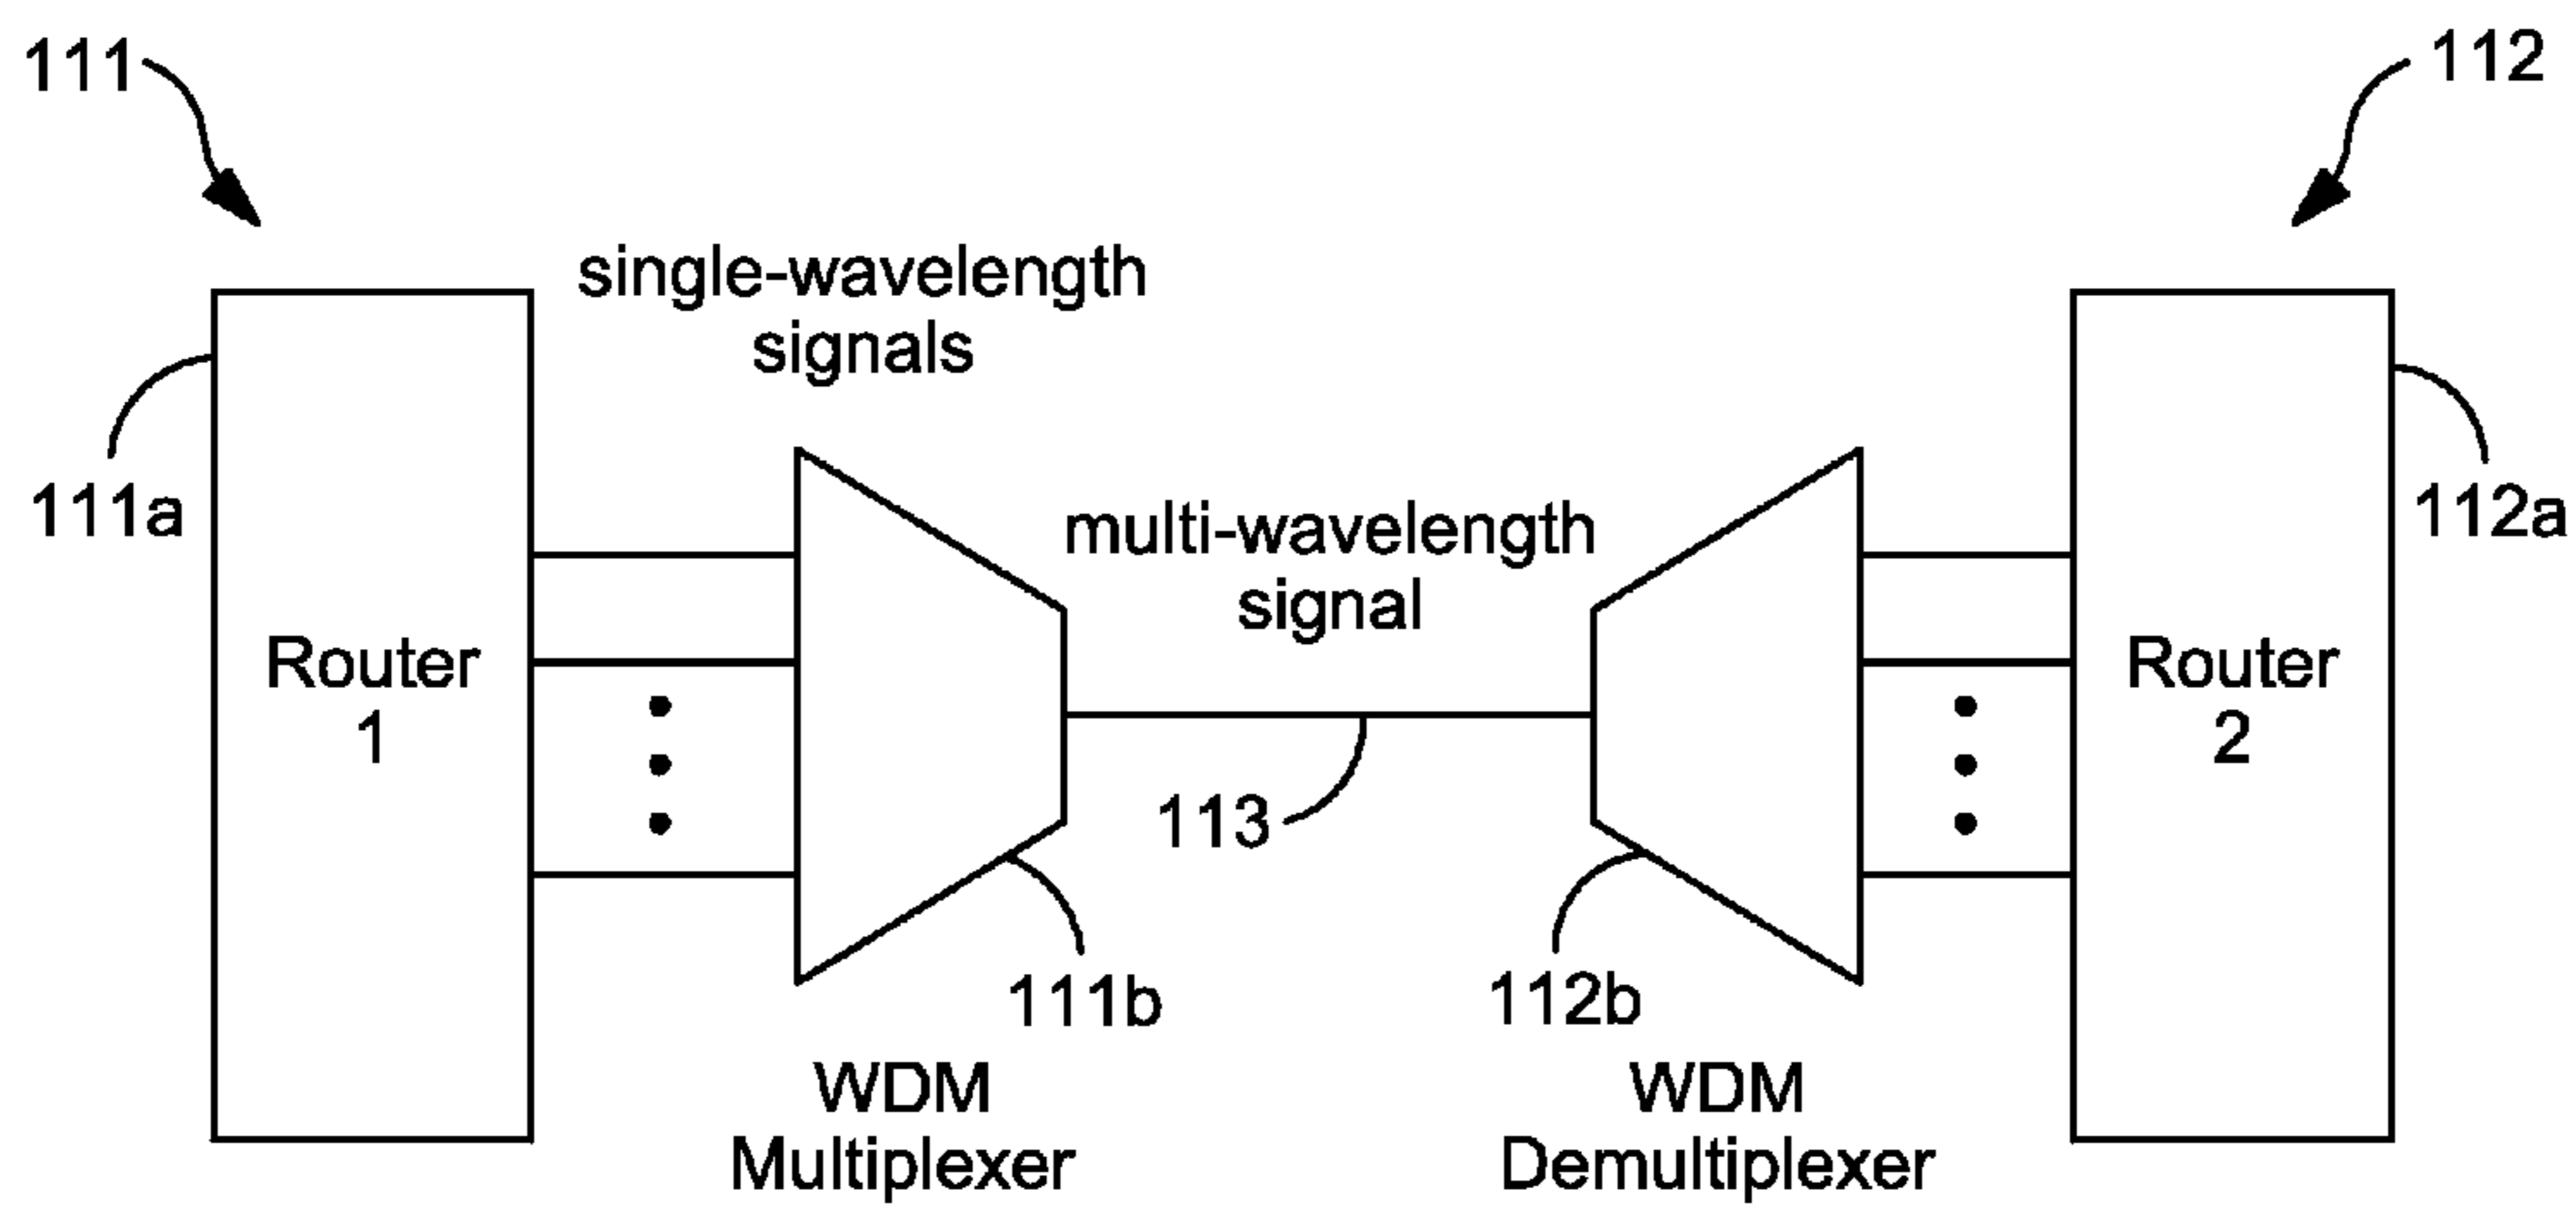 111
112
single-wavelength
signals
111a
112a
multi-wavelength
signal
Router
1
Router
2
113
111b
112b
WDM
Multiplexer
WDM
Demultiplexer